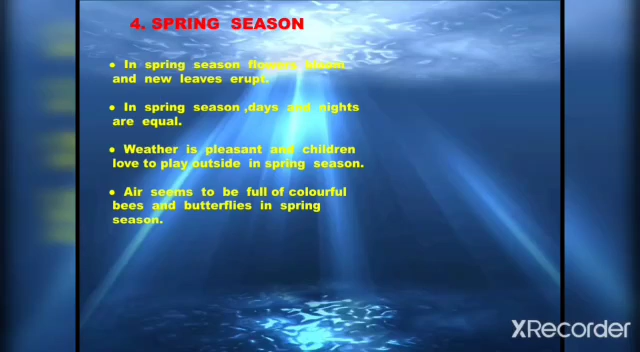 4. SPRING SEASON
• In spring season flowers bloom
and new leaves erupt.
• In spring season ,days and nights
are equal.
• Weather is pleasant and children
love to play outside in spring season.
• Air seems to be full of colourful
bees and butterflies in spring
season.
XRecorder